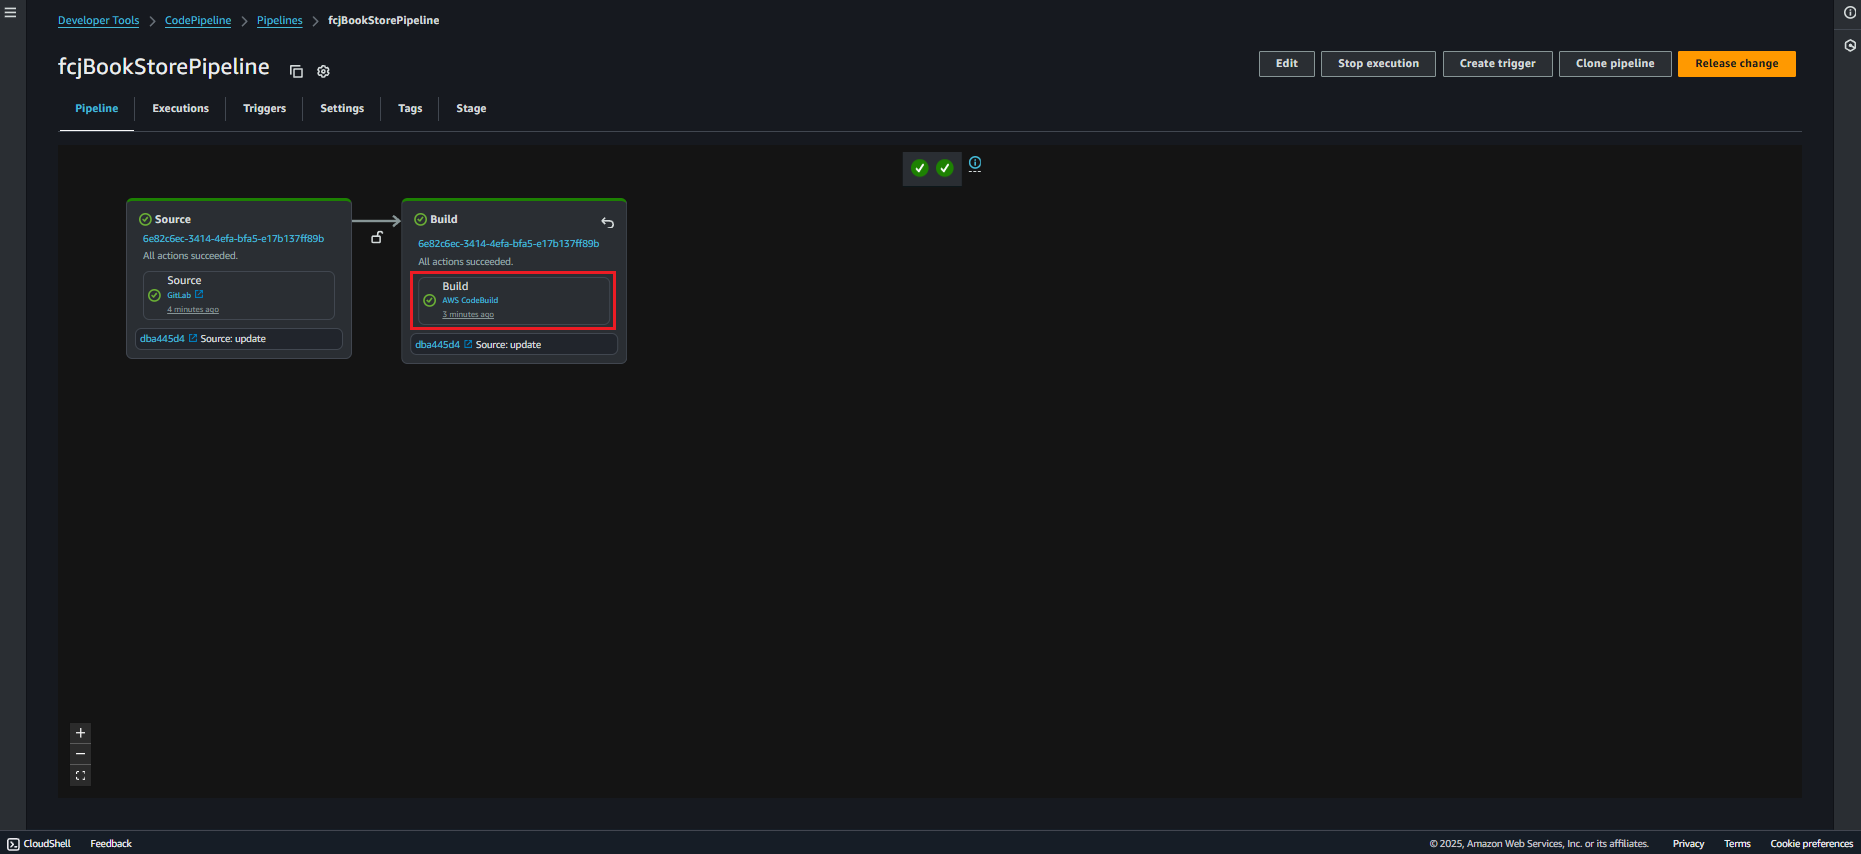 Developer Tools > CodePipeline > Pipelines > fcjBookStorePipeline
fcjBookStorePipeline
Edit
Stop execution
Create trigger
Clone pipeline
Release change
Pipeline
Executions
Triggers
Settings
Tags
Stage
Source
6e82c6ec-3414-4efa-bfa5-e17b137ff89b
All actions succeeded.
Source
GitLab
4 minutes ago
dba445d4 Source: update
Build
6e82c6ec-3414-4efa-bfa5-e17b137ff89b
All actions succeeded.
Build
AWS CodeBuild
3 minutes ago
dba445d4 Source: update
CloudShell
Feedback
© 2025, Amazon Web Services, Inc. or its affiliates.
Privacy
Terms
Cookie preferences